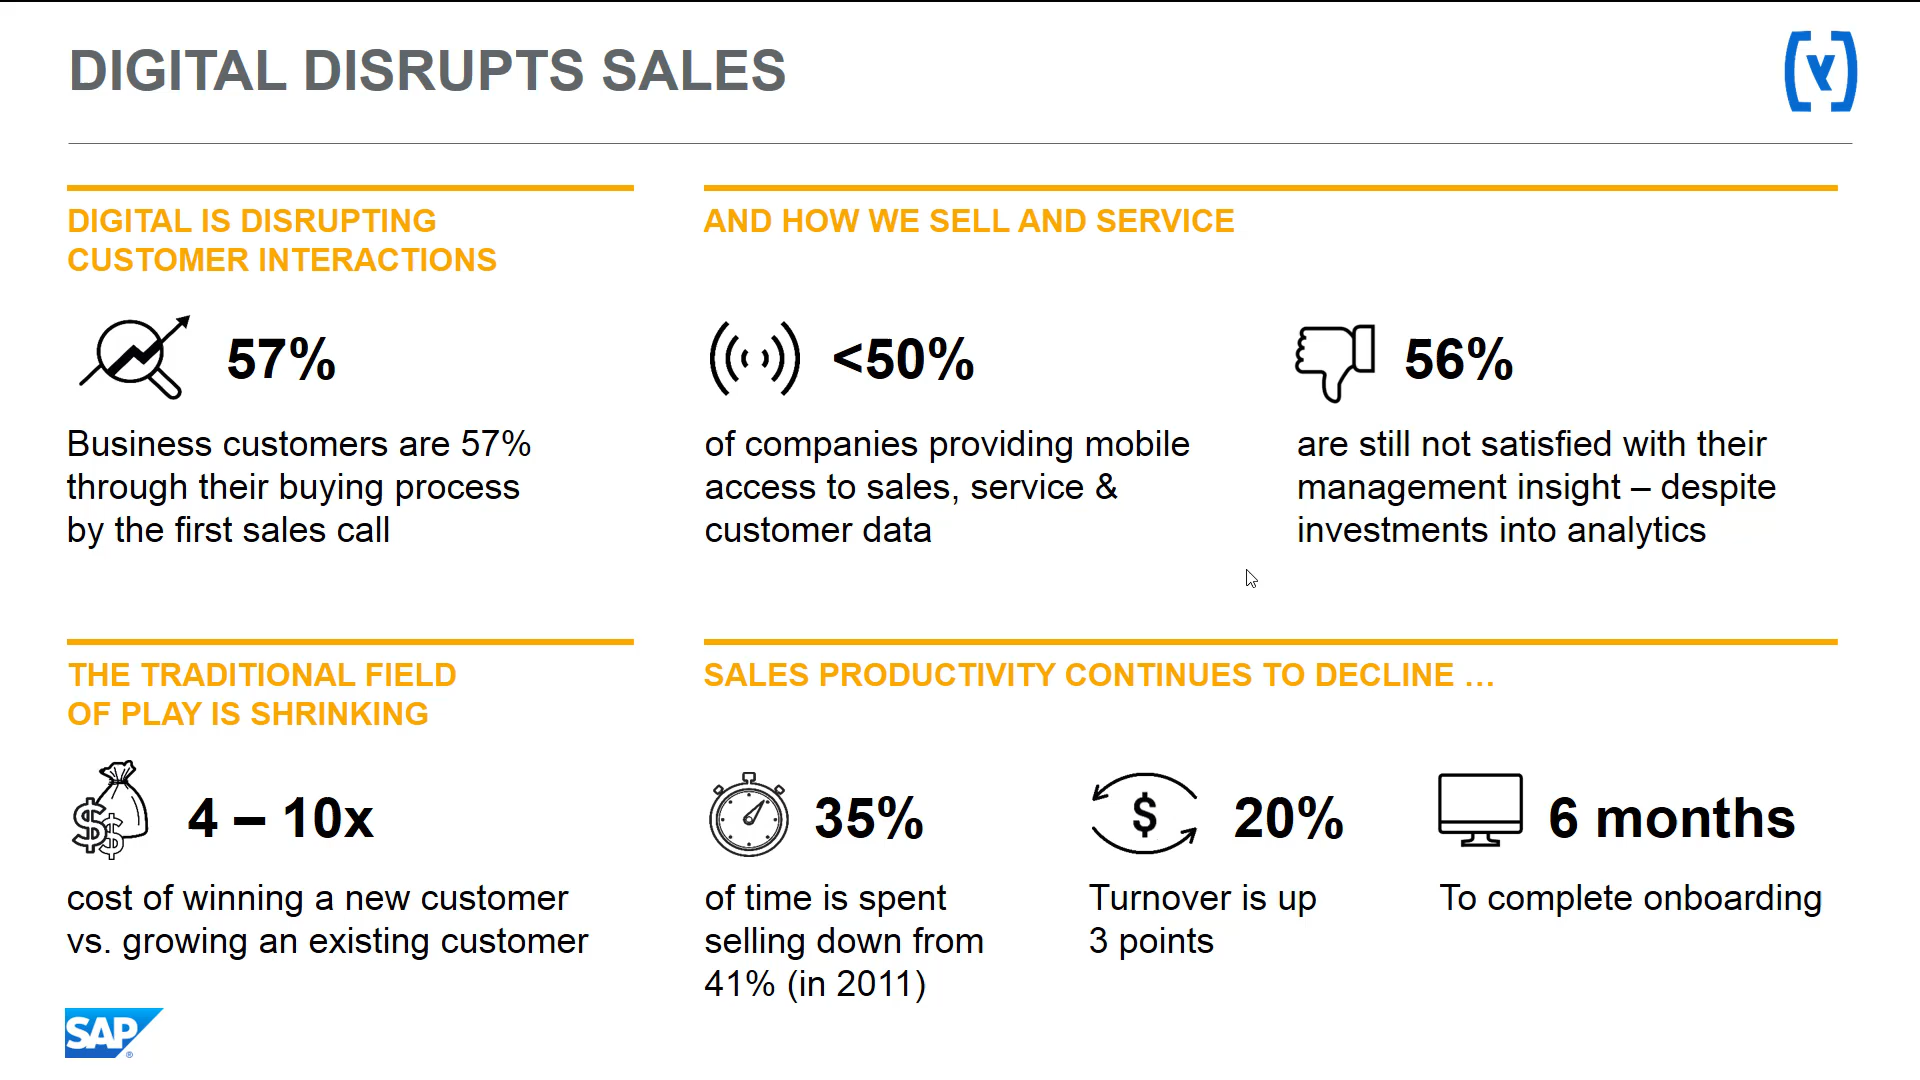 DIGITAL DISRUPTS SALES
DIGITAL IS DISRUPTING
CUSTOMER INTERACTIONS
57%
Business customers are 57%
through their buying process
by the first sales call
AND HOW WE SELL AND SERVICE
<50%
of companies providing mobile
access to sales, service &
customer data
56%
are still not satisfied with their
management insight – despite
investments into analytics
THE TRADITIONAL FIELD
OF PLAY IS SHRINKING
4 – 10x
cost of winning a new customer
vs. growing an existing customer
SALES PRODUCTIVITY CONTINUES TO DECLINE …
35%
of time is spent
selling down from
41% (in 2011)
$
20%
Turnover is up
3 points
6 months
To complete onboarding
$
$
SAP®